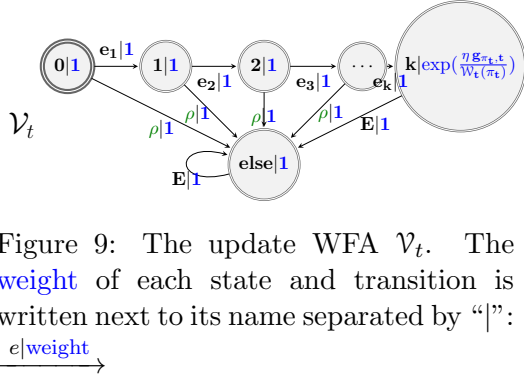 0|1 e₁|1 1|1 e₂|1 2|1 e₃|1 ⋯ eₖ|1 k|exp(η g_{πₜ,t} / Wₜ(πₜ))
𝒱ₜ ρ|1 ρ|1 ρ|1 ρ|1 E|1
else|1
E|1
Figure 9: The update WFA 𝒱ₜ. The
weight of each state and transition is
written next to its name separated by “|”:
e|weight